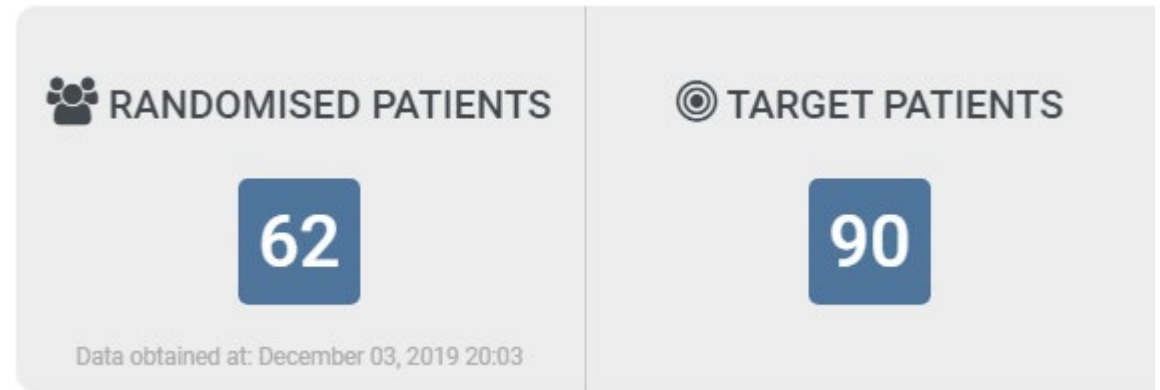 RANDOMISED PATIENTS
62
Data obtained at: December 03, 2019 20:03
TARGET PATIENTS
90